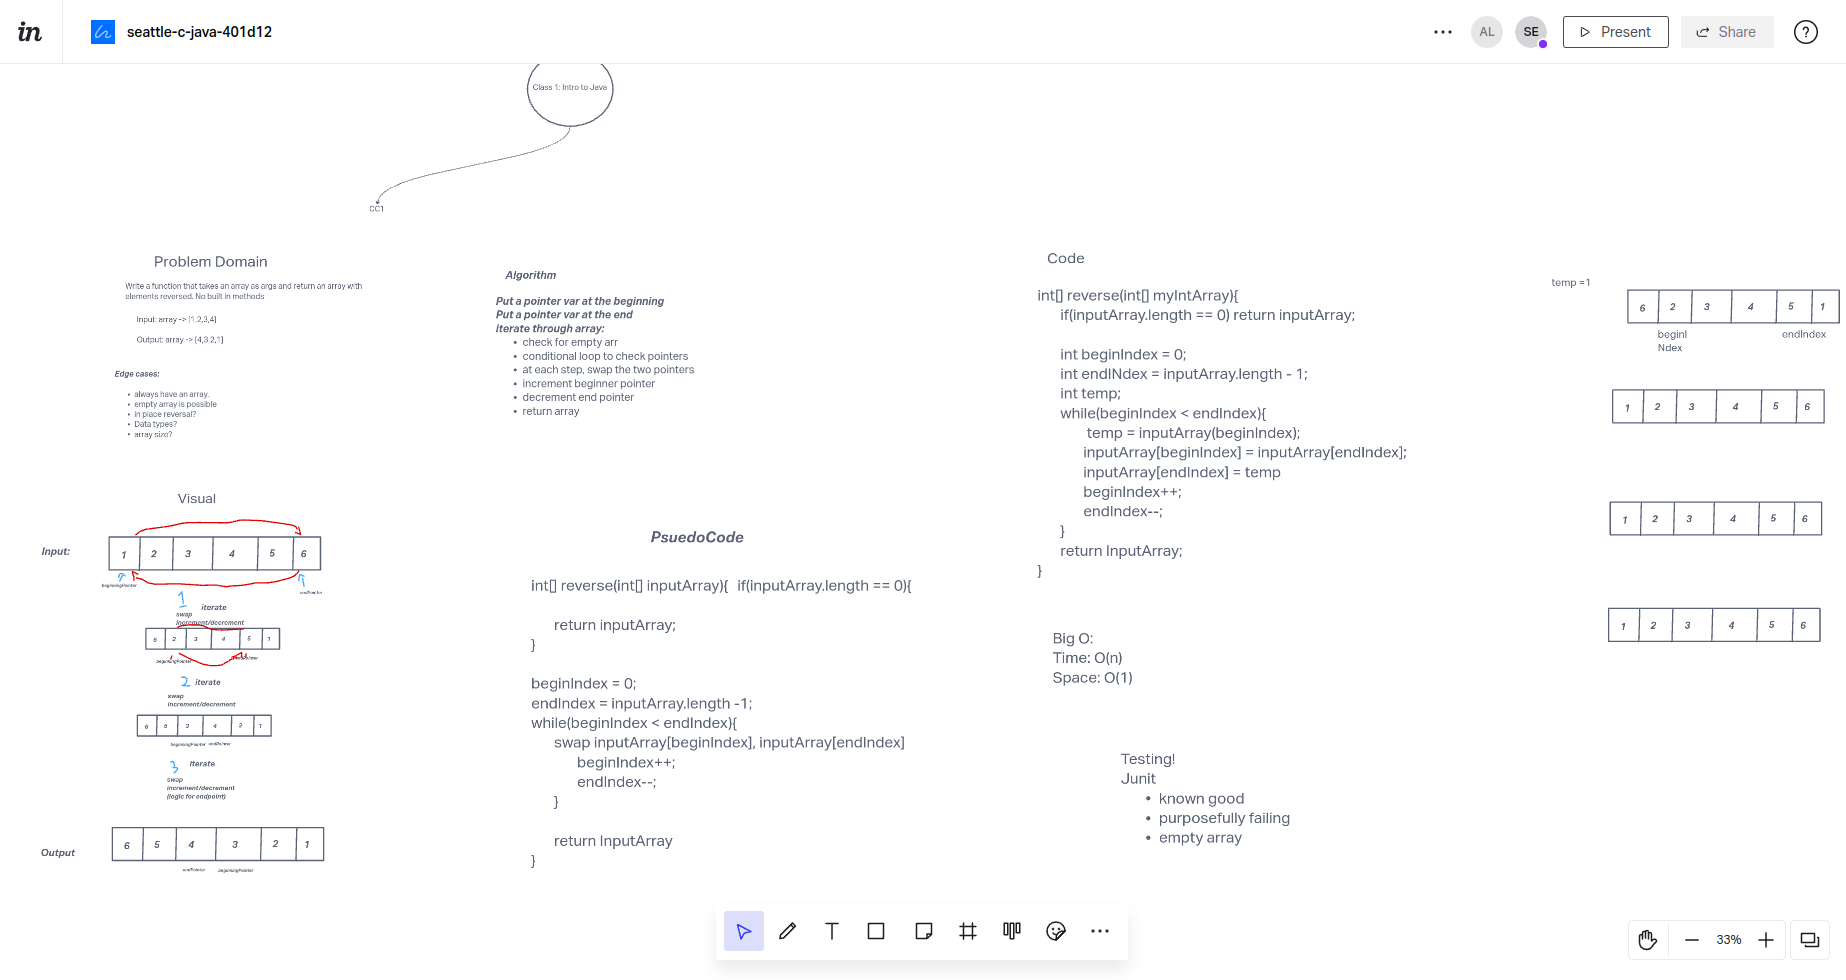 in
seattle-c-java-401d12
AL
SE
Present
Share
?
Class 1: Intro to Java
CC1
Problem Domain
Write a function that takes an array as args and return an array with
elements reversed. No built in methods
Input: array -> [1,2,3,4]
Output: array -> [4,3,2,1]
Edge cases:
• always have an array.
• empty array is possible
• in place reversal?
• Data types?
• array size?
Visual
Input:
1 2 3 4 5 6
beginningPointer
endPointer
1 iterate
swap
increment/decrement
6 2 3 4 5 1
beginningPointer
2 iterate
swap
increment/decrement
6 5 3 4 2 1
beginningPointer endPointer
3 iterate
swap
increment/decrement
(logic for endpoint)
Output
6 5 4 3 2 1
endPointer beginningPointer
Algorithm
Put a pointer var at the beginning
Put a pointer var at the end
iterate through array:
• check for empty arr
• conditional loop to check pointers
• at each step, swap the two pointers
• increment beginner pointer
• decrement end pointer
• return array
PsuedoCode
int[] reverse(int[] inputArray){ if(inputArray.length == 0){
return inputArray;
}
beginIndex = 0;
endIndex = inputArray.length -1;
while(beginIndex < endIndex){
swap inputArray[beginIndex], inputArray[endIndex]
beginIndex++;
endIndex--;
}
return InputArray
}
Code
int[] reverse(int[] myIntArray){
if(inputArray.length == 0) return inputArray;
int beginIndex = 0;
int endINdex = inputArray.length - 1;
int temp;
while(beginIndex < endIndex){
temp = inputArray(beginIndex);
inputArray[beginIndex] = inputArray[endIndex];
inputArray[endIndex] = temp
beginIndex++;
endIndex--;
}
return InputArray;
}
Big O:
Time: O(n)
Space: O(1)
Testing!
Junit
• known good
• purposefully failing
• empty array
temp =1
6 2 3 4 5 1
beginI
Ndex
endIndex
1 2 3 4 5 6
1 2 3 4 5 6
1 2 3 4 5 6
T
33%